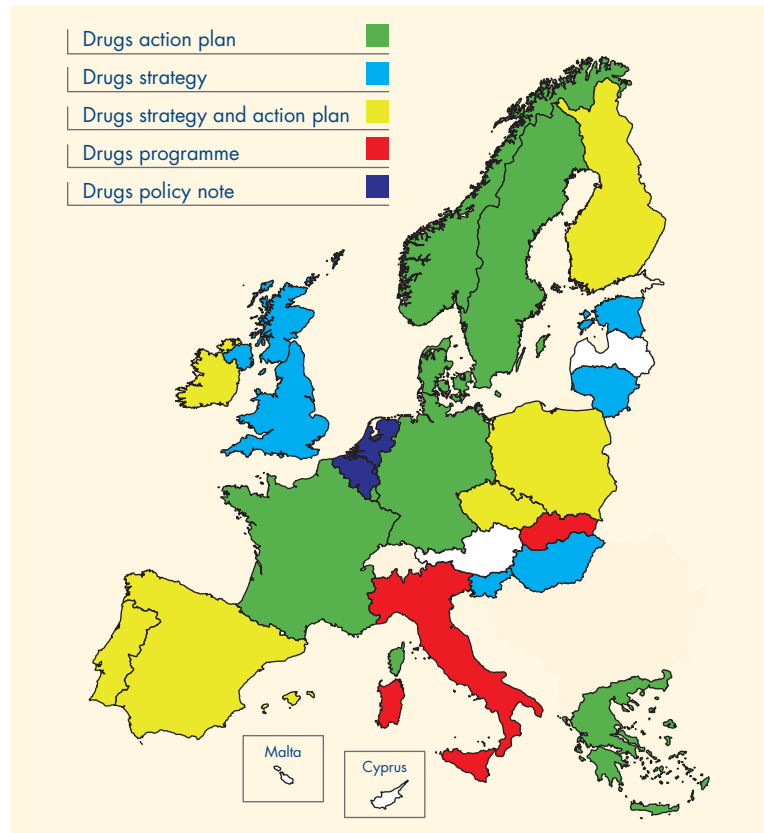 Drugs action plan
Drugs strategy
Drugs strategy and action plan
Drugs programme
Drugs policy note
Malta
Cyprus